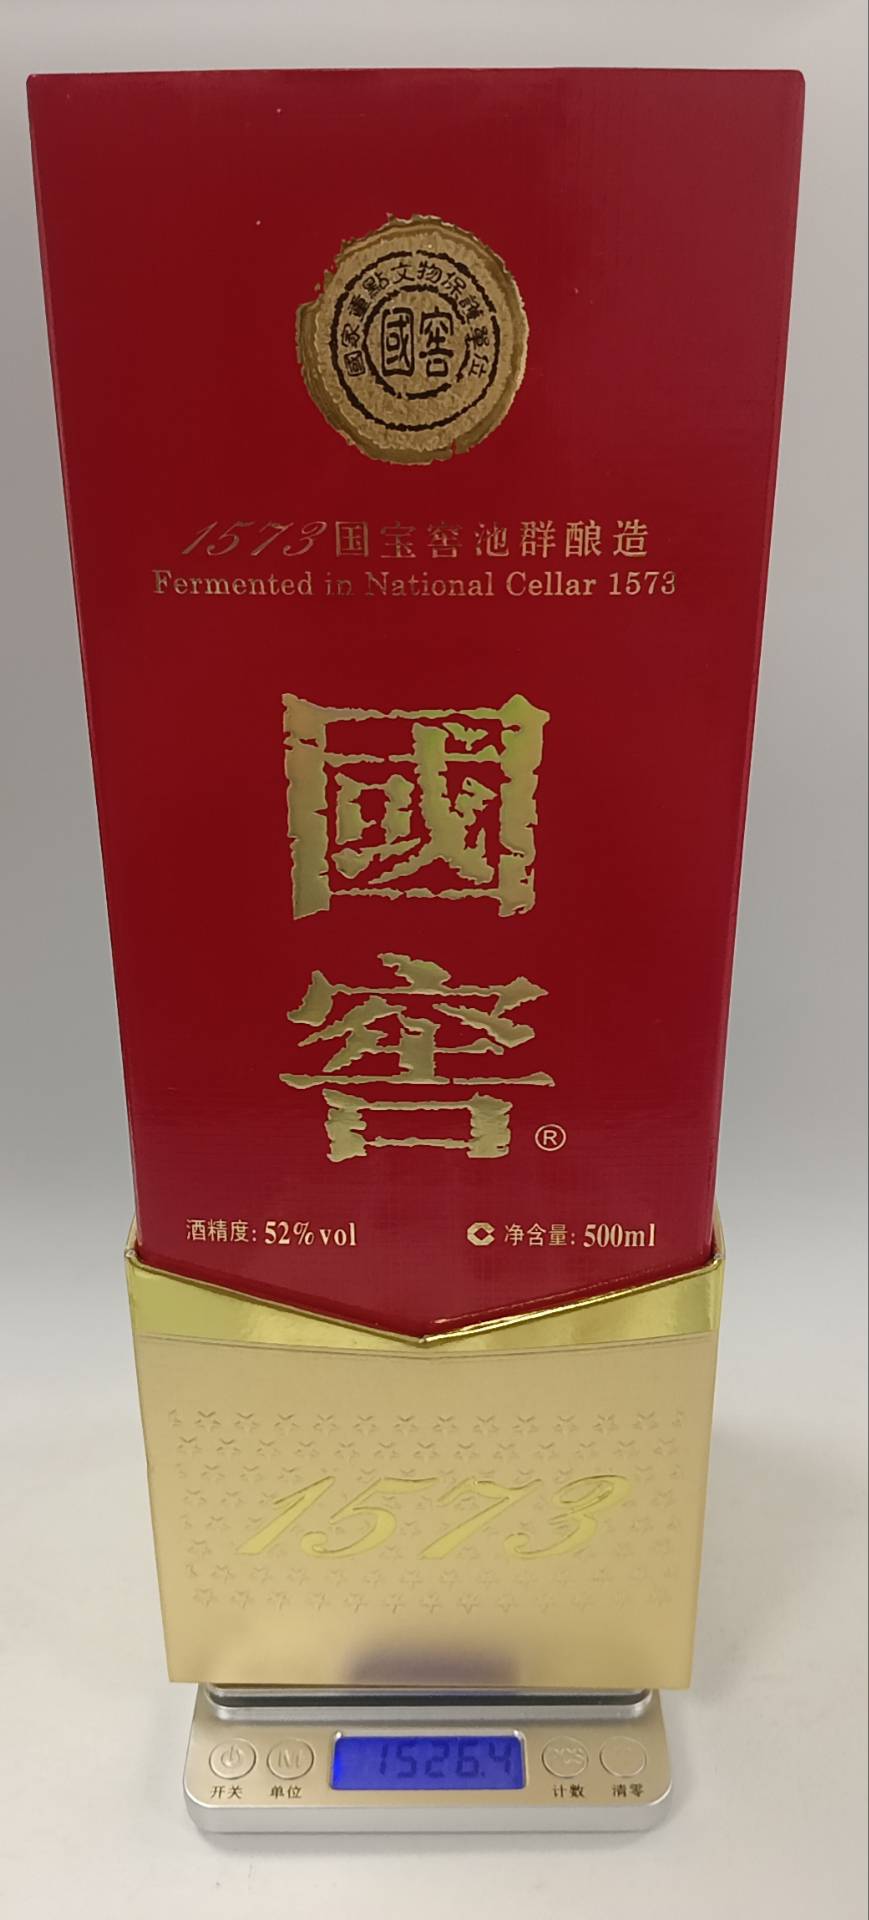 國家重點文物保護單位
國窖
1573国宝窖池群酿造
Fermented in National Cellar 1573
國
窖®
酒精度: 52% vol
净含量: 500ml
1573
1526.4
M
PCS
开关
单位
计数
清零